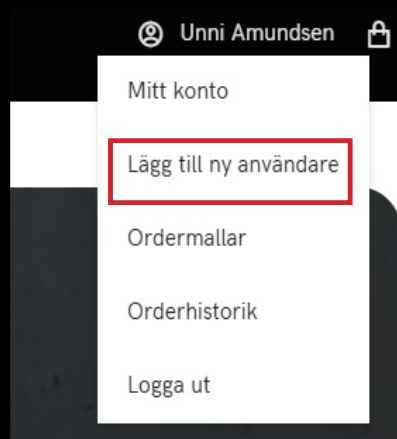 Unni Amundsen
Mitt konto
Lägg till ny användare
Ordermallar
Orderhistorik
Logga ut